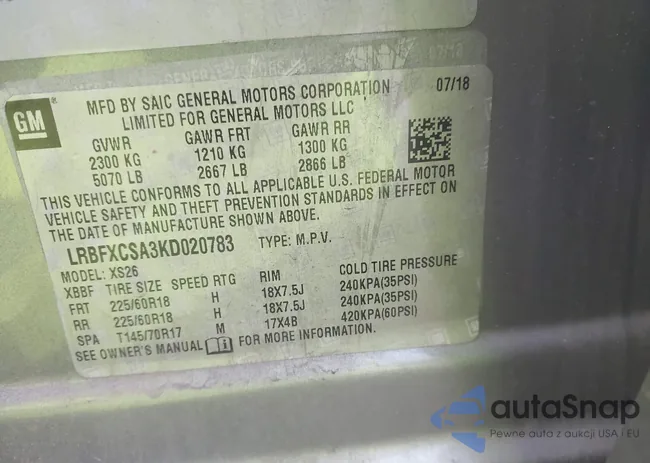 07/18
GM
MFD BY SAIC GENERAL MOTORS CORPORATION 07/18
LIMITED FOR GENERAL MOTORS LLC
GVWR GAWR FRT GAWR RR
2300 KG 1210 KG 1300 KG
5070 LB 2667 LB 2866 LB
THIS VEHICLE CONFORMS TO ALL APPLICABLE U.S. FEDERAL MOTOR
VEHICLE SAFETY AND THEFT PREVENTION STANDARDS IN EFFECT ON
THE DATE OF MANUFACTURE SHOWN ABOVE.
LRBFXCSA3KD020783 TYPE: M.P.V.
MODEL: XS26
XBBF TIRE SIZE SPEED RTG RIM COLD TIRE PRESSURE
FRT 225/60R18 H 18X7.5J 240KPA(35PSI)
RR 225/60R18 H 18X7.5J 240KPA(35PSI)
SPA T145/70R17 M 17X4B 420KPA(60PSI)
SEE OWNER'S MANUAL FOR MORE INFORMATION.
autaSnap
Pewne auta z aukcji USA i EU